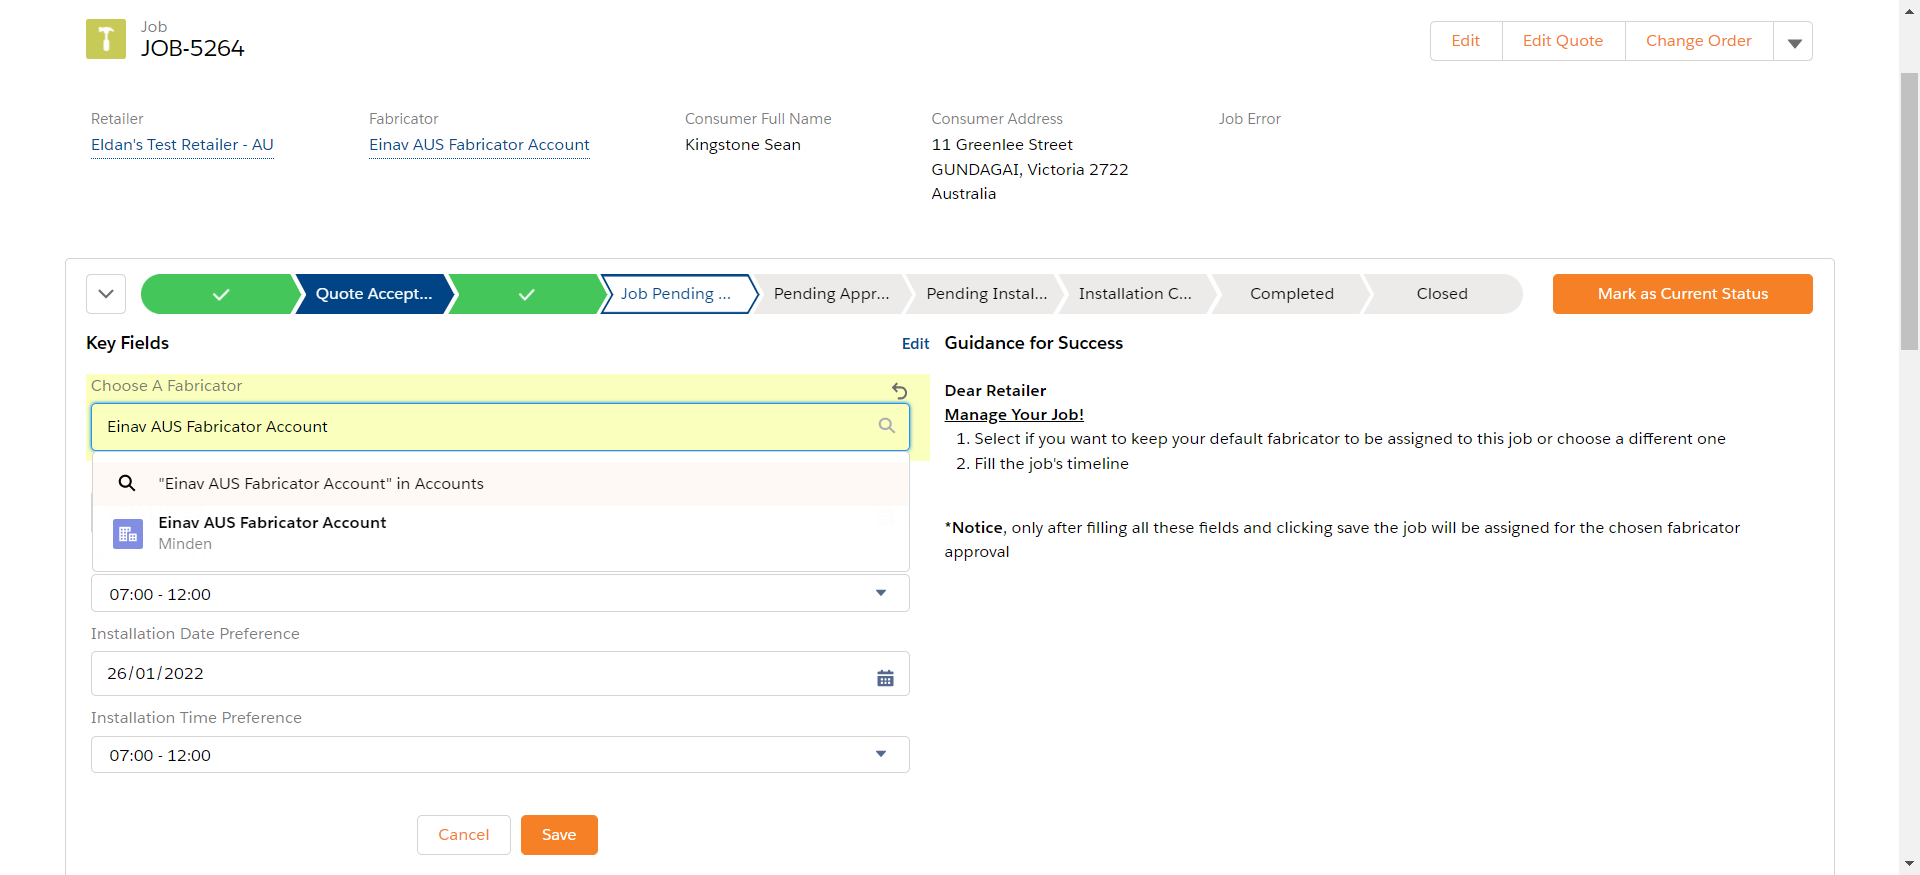 Job
JOB-5264
Edit
Edit Quote
Change Order
Retailer
Eldan's Test Retailer - AU
Fabricator
Einav AUS Fabricator Account
Consumer Full Name
Kingstone Sean
Consumer Address
11 Greenlee Street
GUNDAGAI, Victoria 2722
Australia
Job Error
Quote Accept...
Job Pending ...
Pending Appr...
Pending Instal...
Installation C...
Completed
Closed
Mark as Current Status
Key Fields
Edit
Choose A Fabricator
Einav AUS Fabricator Account
"Einav AUS Fabricator Account" in Accounts
Einav AUS Fabricator Account
Minden
07:00 - 12:00
Installation Date Preference
26/01/2022
Installation Time Preference
07:00 - 12:00
Cancel
Save
Guidance for Success
Dear Retailer
Manage Your Job!
1. Select if you want to keep your default fabricator to be assigned to this job or choose a different one
2. Fill the job's timeline
*Notice, only after filling all these fields and clicking save the job will be assigned for the chosen fabricator
approval